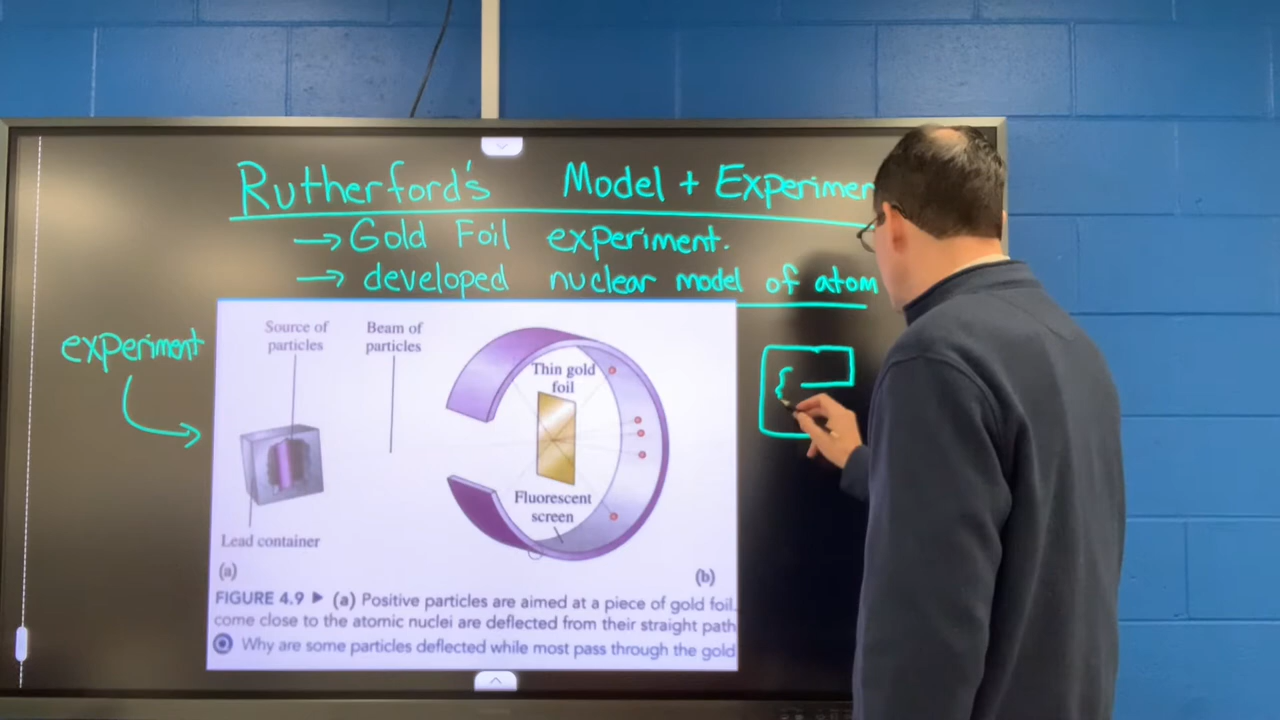 Rutherford's Model + Experimen
→ Gold Foil experiment.
→ developed nuclear model of atom
experiment
Source of
particles
Beam of
particles
Thin gold
foil
Fluorescent
screen
Lead container
(a)
(b)
FIGURE 4.9 ▶ (a) Positive particles are aimed at a piece of gold foil.
come close to the atomic nuclei are deflected from their straight path
Why are some particles deflected while most pass through the gold